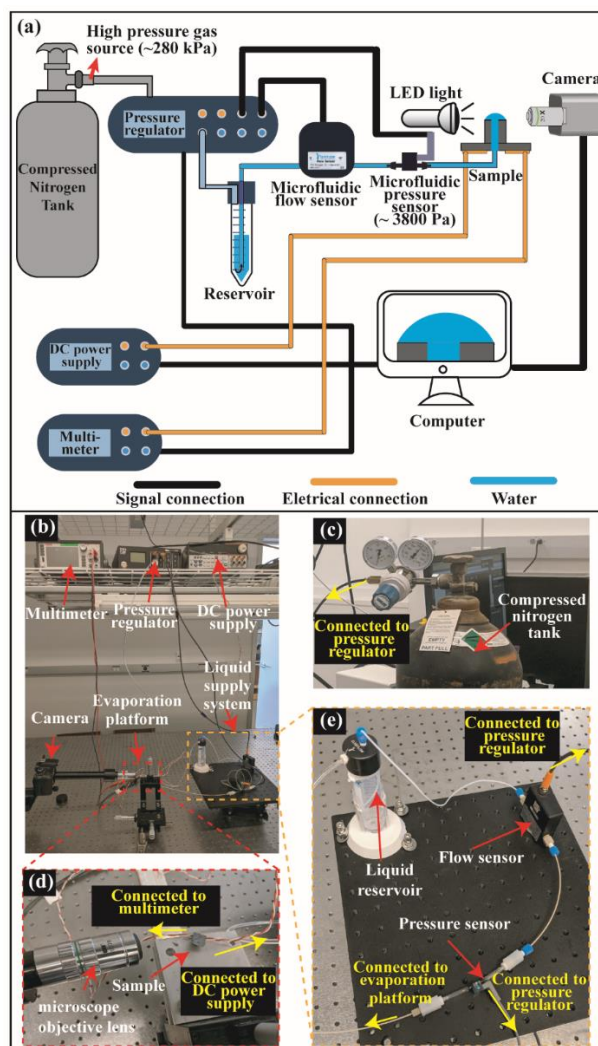 (a)
High pressure gas
source (~280 kPa)
Camera
LED light
Pressure
regulator
Compressed
Nitrogen
Tank
Microfluidic
flow sensor
Microfluidic
pressure
sensor
(~ 3800 Pa)
Sample
Reservoir
DC power
supply
Computer
Multi-
meter
Signal connection
Eletrical connection
Water
(b)
Multimeter
Pressure
regulator
DC power
supply
Liquid
supply
system
Evaporation
platform
Camera
(c)
Compressed
nitrogen
tank
Connected to
pressure
regulator
EMPTY
PART FULL
(d)
Connected to
multimeter
Sample
Connected to
DC power
supply
microscope
objective lens
(e)
Connected to
pressure
regulator
Flow sensor
Liquid
reservoir
Pressure sensor
Connected to
evaporation
platform
Connected to
pressure
regulator